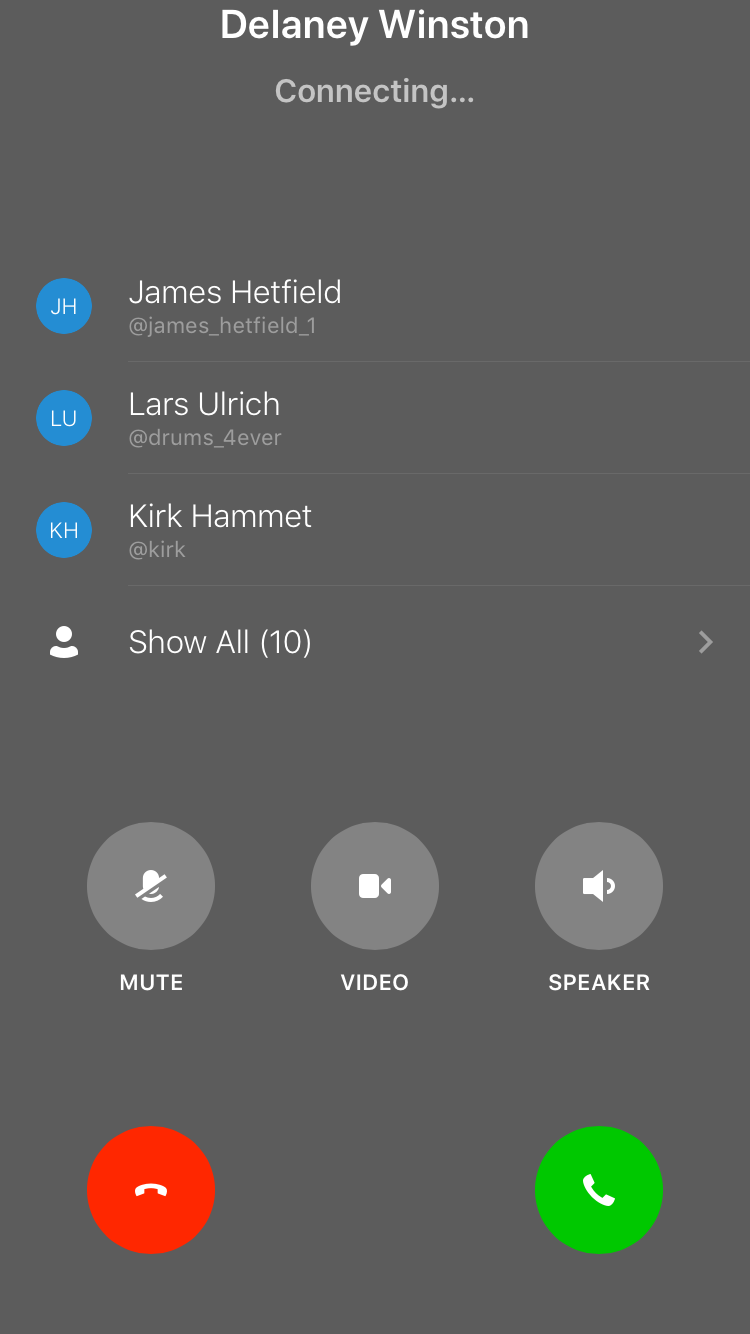 Delaney Winston
Connecting...
JH
James Hetfield
@james_hetfield_1
LU
Lars Ulrich
@drums_4ever
KH
Kirk Hammet
@kirk
Show All (10)
MUTE
VIDEO
SPEAKER